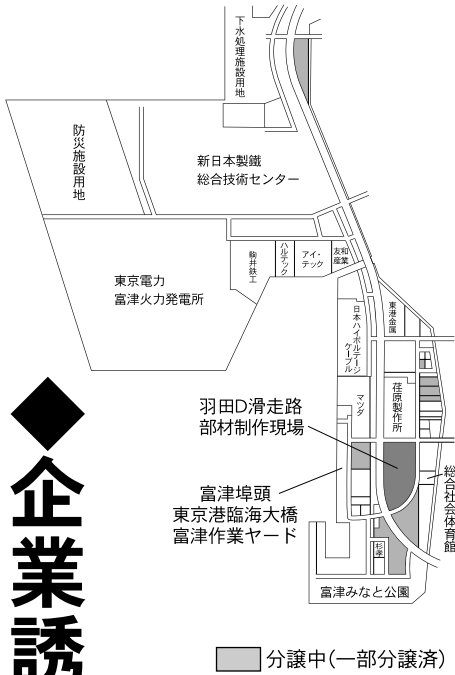 下水処理施設用地
防災施設用地
新日本製鐵
総合技術センター
東京電力
富津火力発電所
駒井鉄工
ハルテック
アイ・
テック
友和
産業
東港金属
日本ハイボルテージ
ケーブル
マツダ
荏原製作所
羽田D滑走路
部材制作現場
富津埠頭
東京港臨海大橋
富津作業ヤード
総合社会体育館
杉孝
富津みなと公園
◆企業誘
分譲中(一部分譲済)